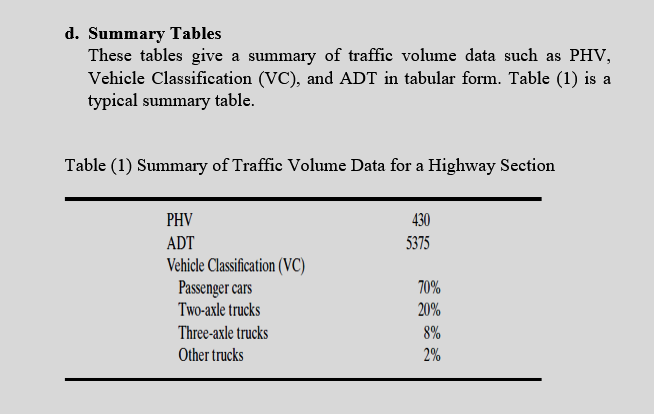 d. Summary Tables
These tables give a summary of traffic volume data such as PHV,
Vehicle Classification (VC), and ADT in tabular form. Table (1) is a
typical summary table.
Table (1) Summary of Traffic Volume Data for a Highway Section
PHV 430
ADT 5375
Vehicle Classification (VC)
Passenger cars 70%
Two-axle trucks 20%
Three-axle trucks 8%
Other trucks 2%